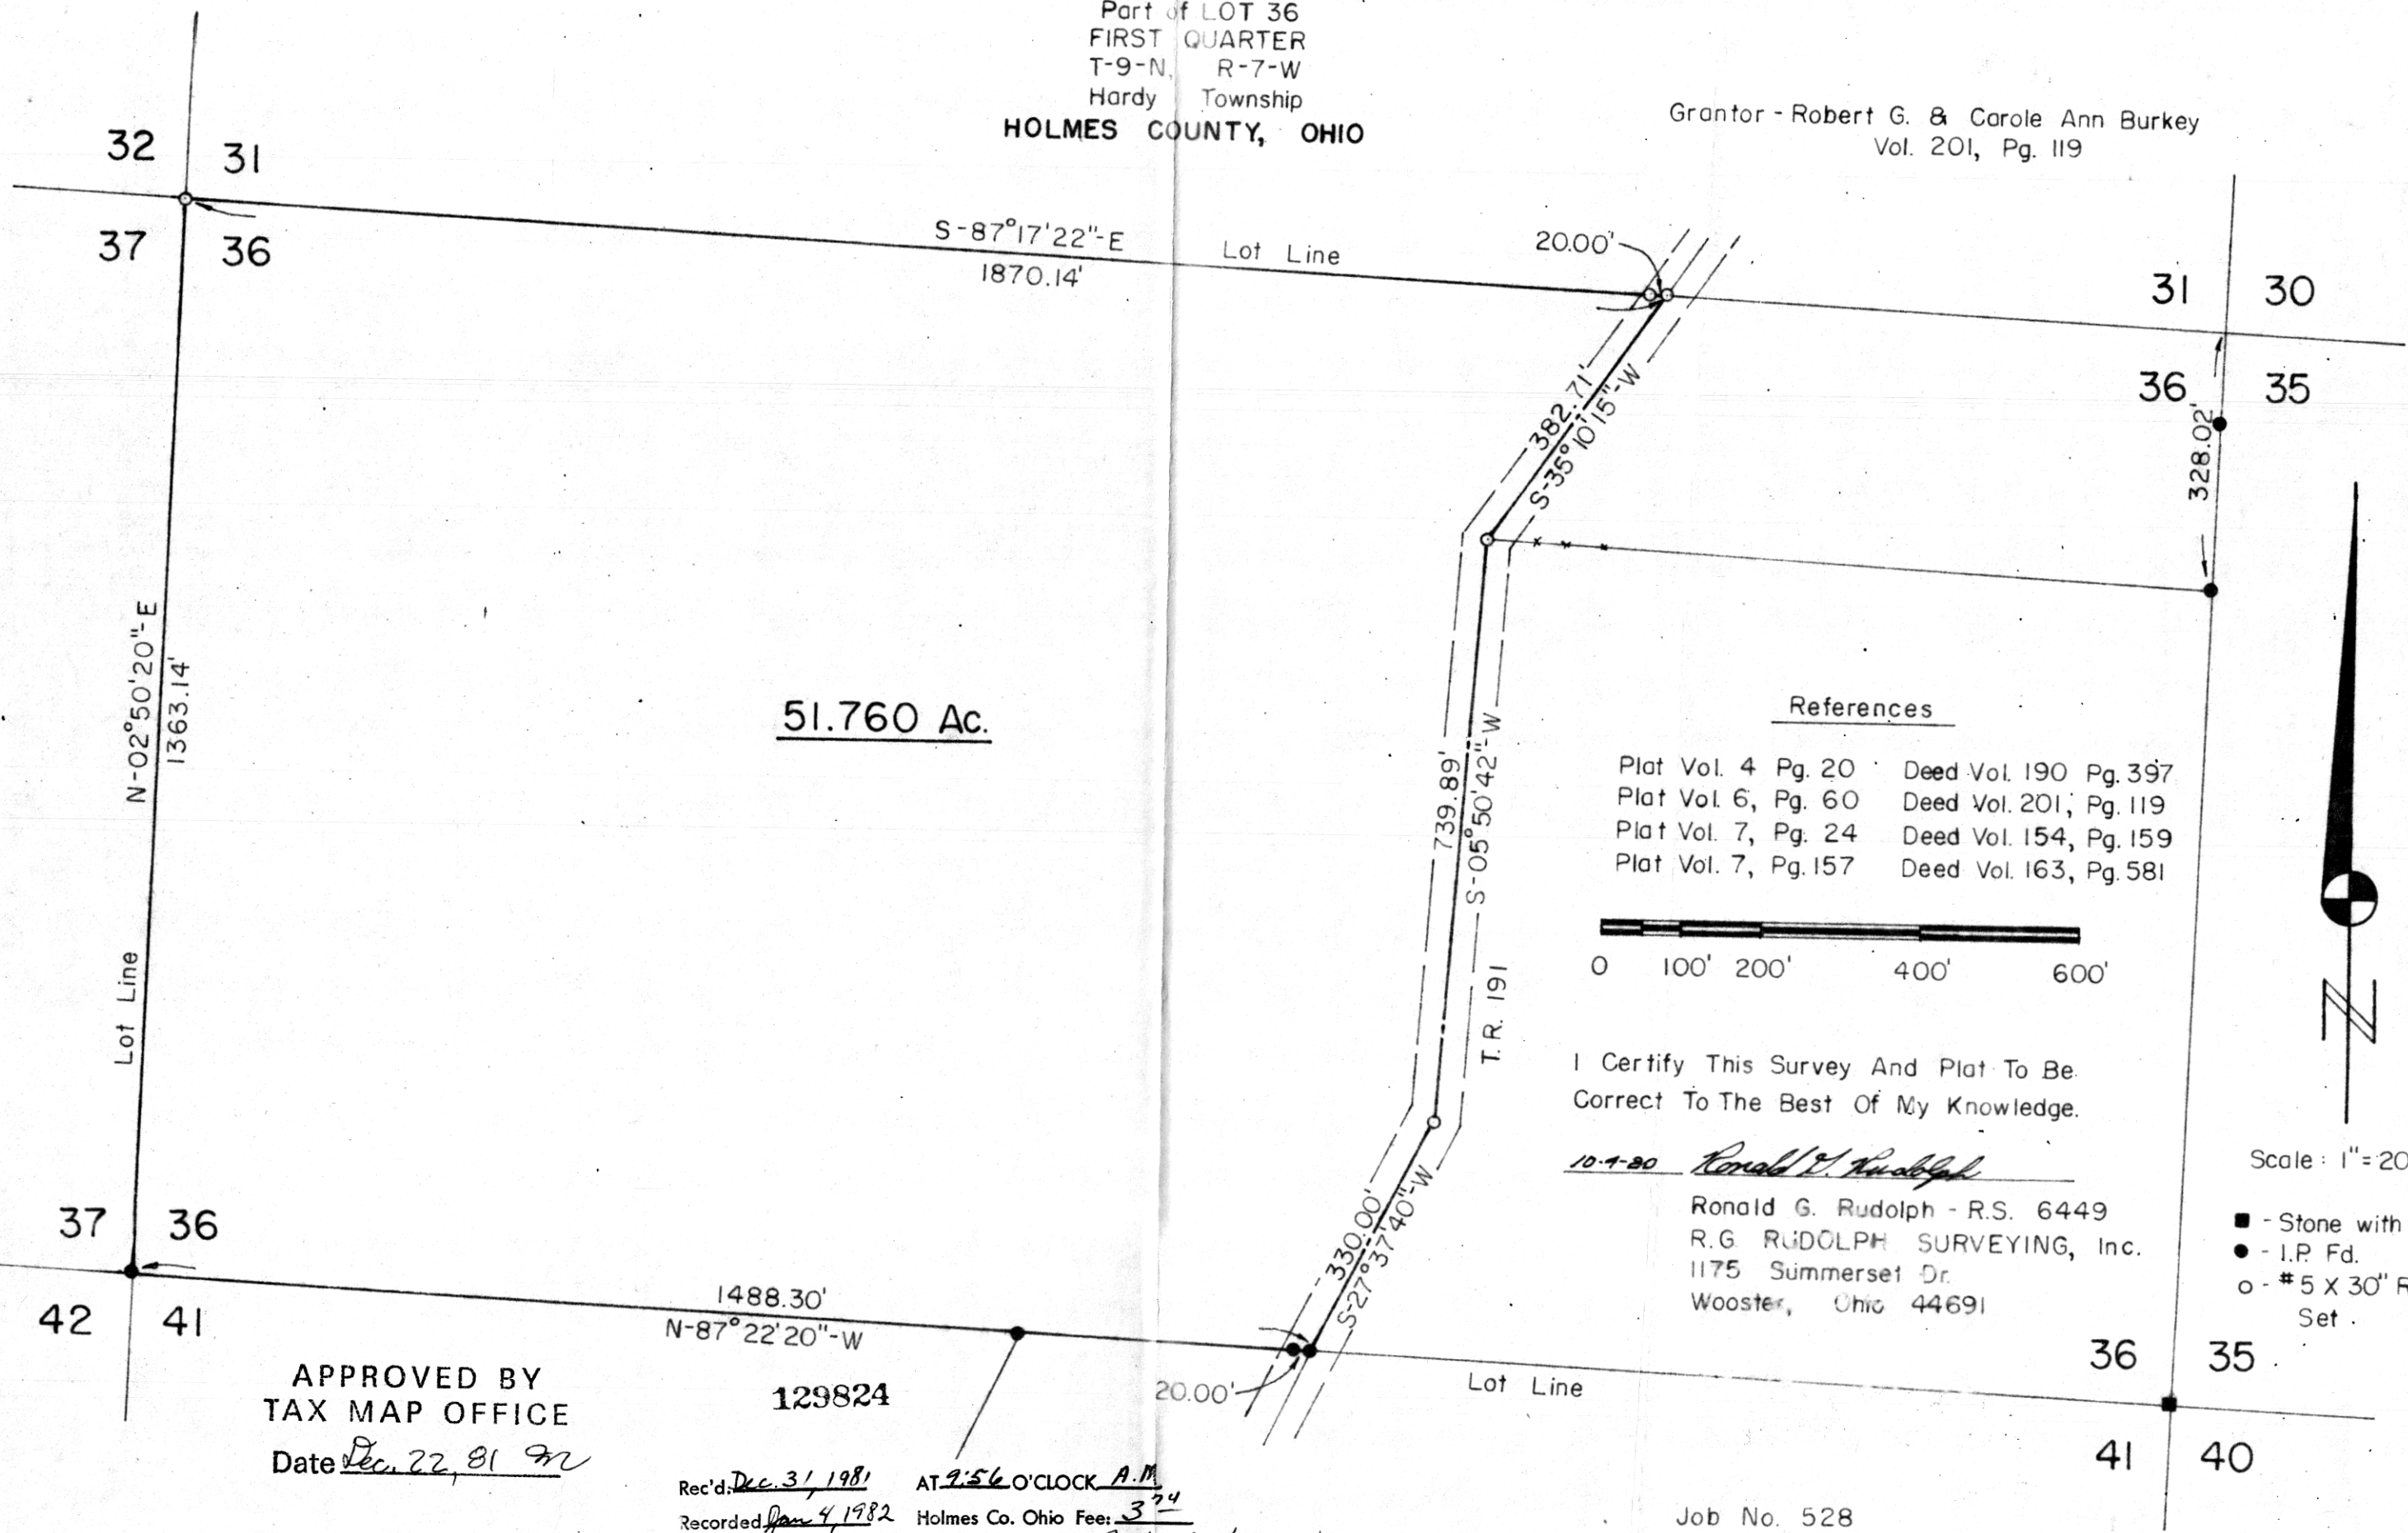 Part of LOT 36
FIRST QUARTER
T-9-N, R-7-W
Hardy Township
HOLMES COUNTY, OHIO
Grantor - Robert G. & Carole Ann Burkey
Vol. 201, Pg. 119
32 31
37 36
S-87°17'22"-E
1870.14'
Lot Line
20.00'
31 30
36 35
328.02'
382.71'
S-35°10'15"-W
N-02°50'20"-E
1363.14'
Lot Line
51.760 Ac.
739.89'
S-05°50'42"-W
T.R. 191
References
Plat Vol. 4 Pg. 20 Deed Vol. 190 Pg. 397
Plat Vol. 6, Pg. 60 Deed Vol. 201, Pg. 119
Plat Vol. 7, Pg. 24 Deed Vol. 154, Pg. 159
Plat Vol. 7, Pg. 157 Deed Vol. 163, Pg. 581
0 100' 200' 400' 600'
N
I Certify This Survey And Plat To Be
Correct To The Best Of My Knowledge.
Ronald G. Rudolph
Ronald G. Rudolph - R.S. 6449
R.G. RUDOLPH SURVEYING, Inc.
1175 Summerset Dr.
Wooster, Ohio 44691
Scale: 1"=20
■ - Stone with
● - I.P. Fd.
o - #5 X 30" R
Set
330.00'
S-27°37'40"-W
37 36
42 41
1488.30'
N-87°22'20"-W
20.00'
Lot Line
36 35
41 40
APPROVED BY
TAX MAP OFFICE
Date Dec. 22, 81
129824
Rec'd. Dec. 31, 1981 AT 9:56 O'CLOCK A.M.
Recorded Jan 4, 1982 Holmes Co. Ohio Fee: 3
Job No. 528